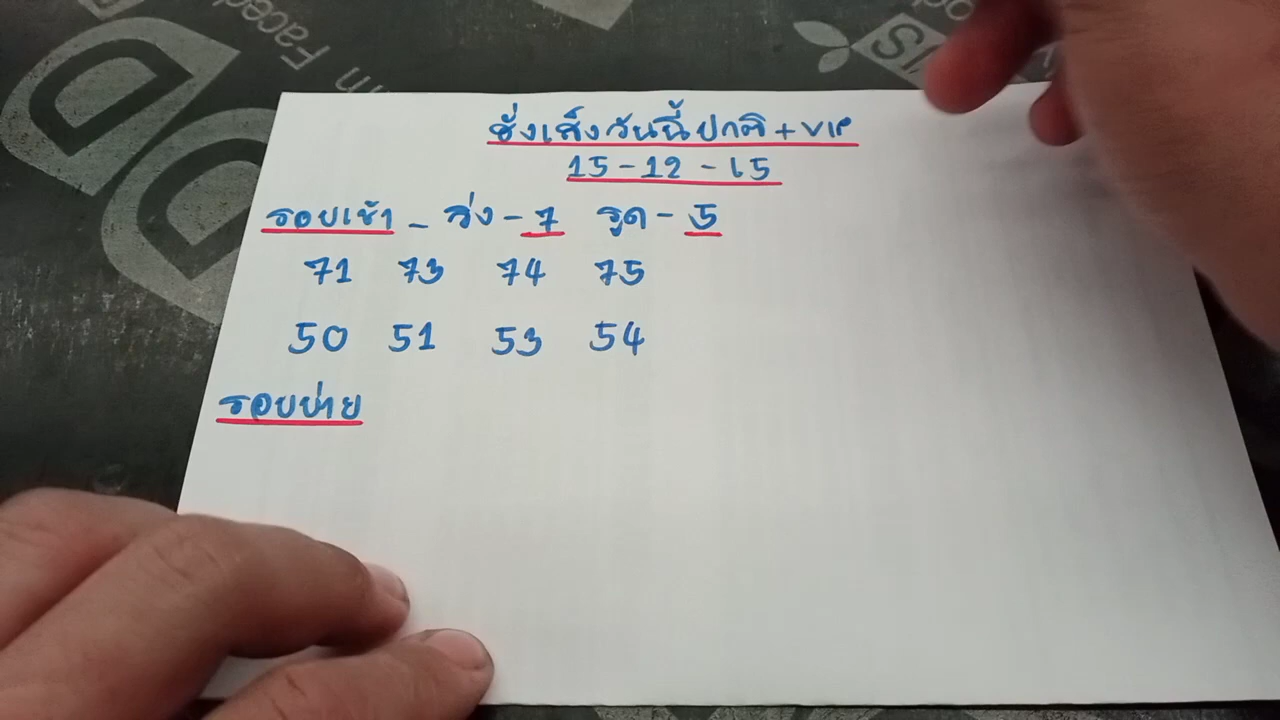 ฮั่งเส็งวันนี้ปกติ+VIP
15-12-65
รอบเช้า - วิ่ง - 7 รูด - 5
71 73 74 75
50 51 53 54
รอบบ่าย